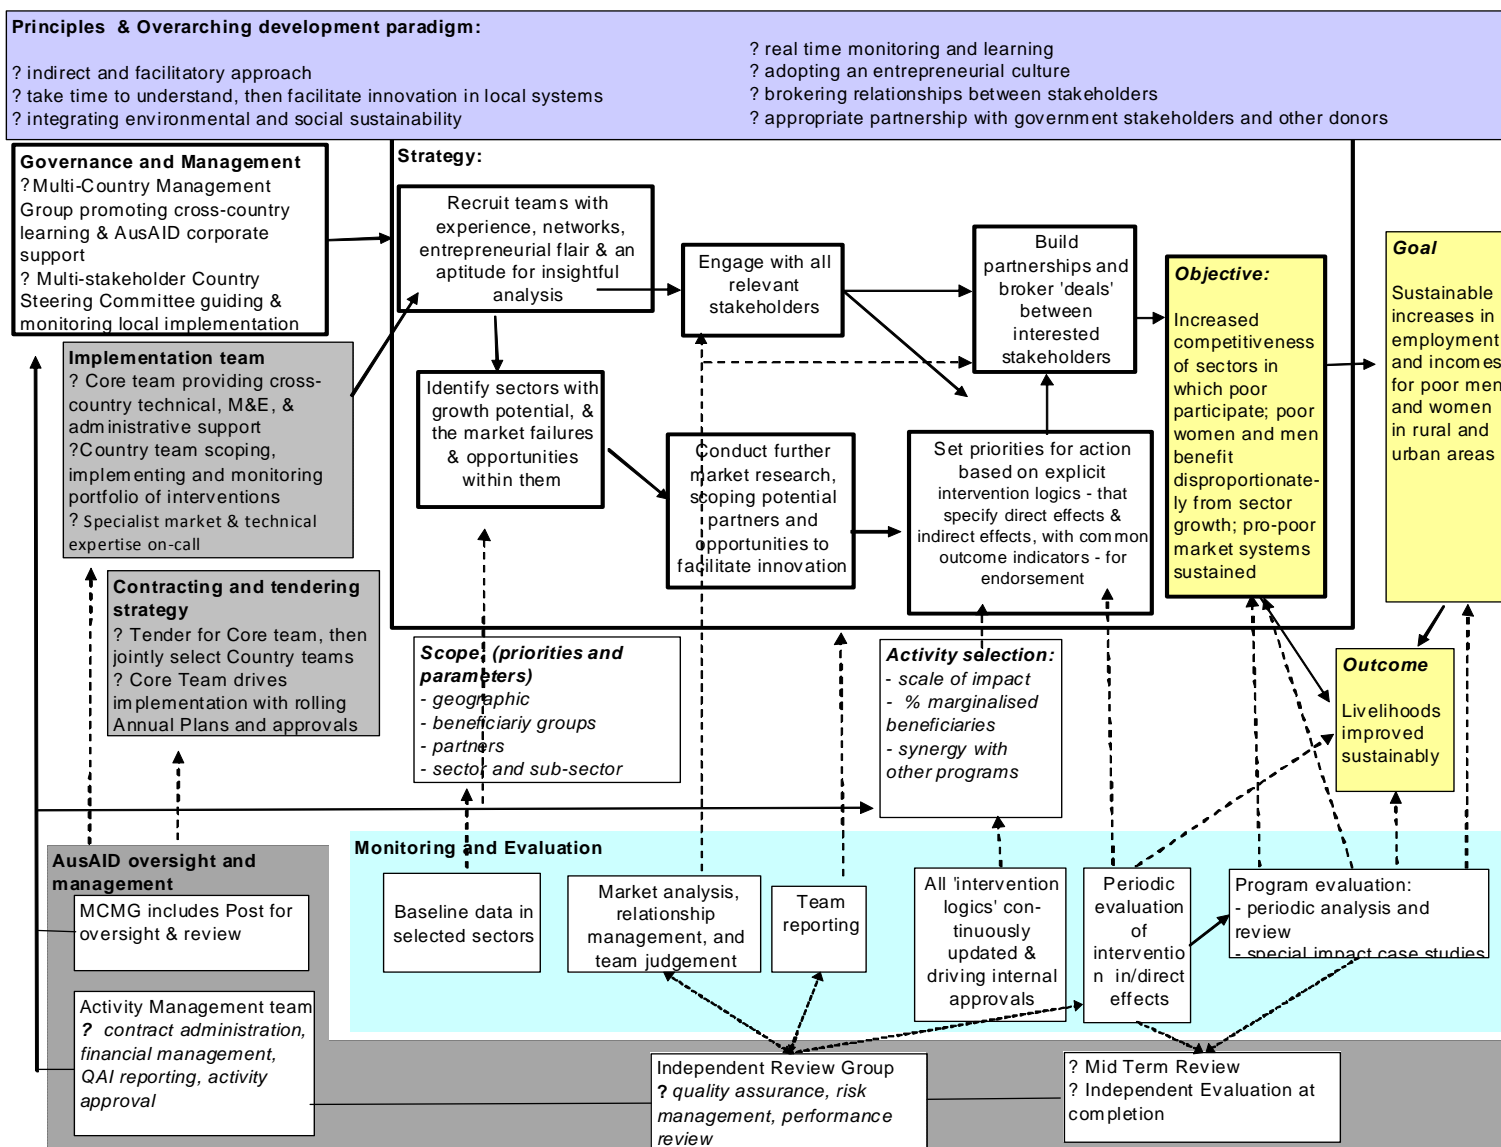 Principles & Overarching development paradigm:
? indirect and facilitatory approach
? take time to understand, then facilitate innovation in local systems
? integrating environmental and social sustainability
? real time monitoring and learning
? adopting an entrepreneurial culture
? brokering relationships between stakeholders
? appropriate partnership with government stakeholders and other donors
Governance and Management
? Multi-Country Management
Group promoting cross-country
learning & AusAID corporate
support
? Multi-stakeholder Country
Steering Committee guiding &
monitoring local implementation
Implementation team
? Core team providing cross-
country technical, M&E, &
administrative support
?Country team scoping,
implementing and monitoring
portfolio of interventions
? Specialist market & technical
expertise on-call
Contracting and tendering
strategy
? Tender for Core team, then
jointly select Country teams
? Core Team drives
implementation with rolling
Annual Plans and approvals
Strategy:
Recruit teams with
experience, networks,
entrepreneurial flair & an
aptitude for insightful
analysis
Engage with all
relevant
stakeholders
Build
partnerships and
broker 'deals'
between
interested
stakeholders
Identify sectors with
growth potential, &
the market failures
& opportunities
within them
Conduct further
market research,
scoping potential
partners and
opportunities to
facilitate innovation
Set priorities for action
based on explicit
intervention logics - that
specify direct effects &
indirect effects, with common
outcome indicators - for
endorsement
Objective:
Increased
competitiveness
of sectors in
which poor
participate; poor
women and men
benefit
disproportionate-
ly from sector
growth; pro-poor
market systems
sustained
Goal
Sustainable
increases in
employment
and incomes
for poor men
and women
in rural and
urban areas
Outcome
Livelihoods
improved
sustainably
Scope: (priorities and
parameters)
- geographic
- beneficiariy groups
- partners
- sector and sub-sector
Activity selection:
- scale of impact
- % marginalised
beneficiaries
- synergy with
other programs
AusAID oversight and
management
MCMG includes Post for
oversight & review
Activity Management team
? contract administration,
financial management,
QAI reporting, activity
approval
Monitoring and Evaluation
Baseline data in
selected sectors
Market analysis,
relationship
management, and
team judgement
Team
reporting
All 'intervention
logics' con-
tinuously
updated &
driving internal
approvals
Periodic
evaluation
of
interventio
n in/direct
effects
Program evaluation:
- periodic analysis and
review
- special impact case studies
Independent Review Group
? quality assurance, risk
management, performance
review
? Mid Term Review
? Independent Evaluation at
completion